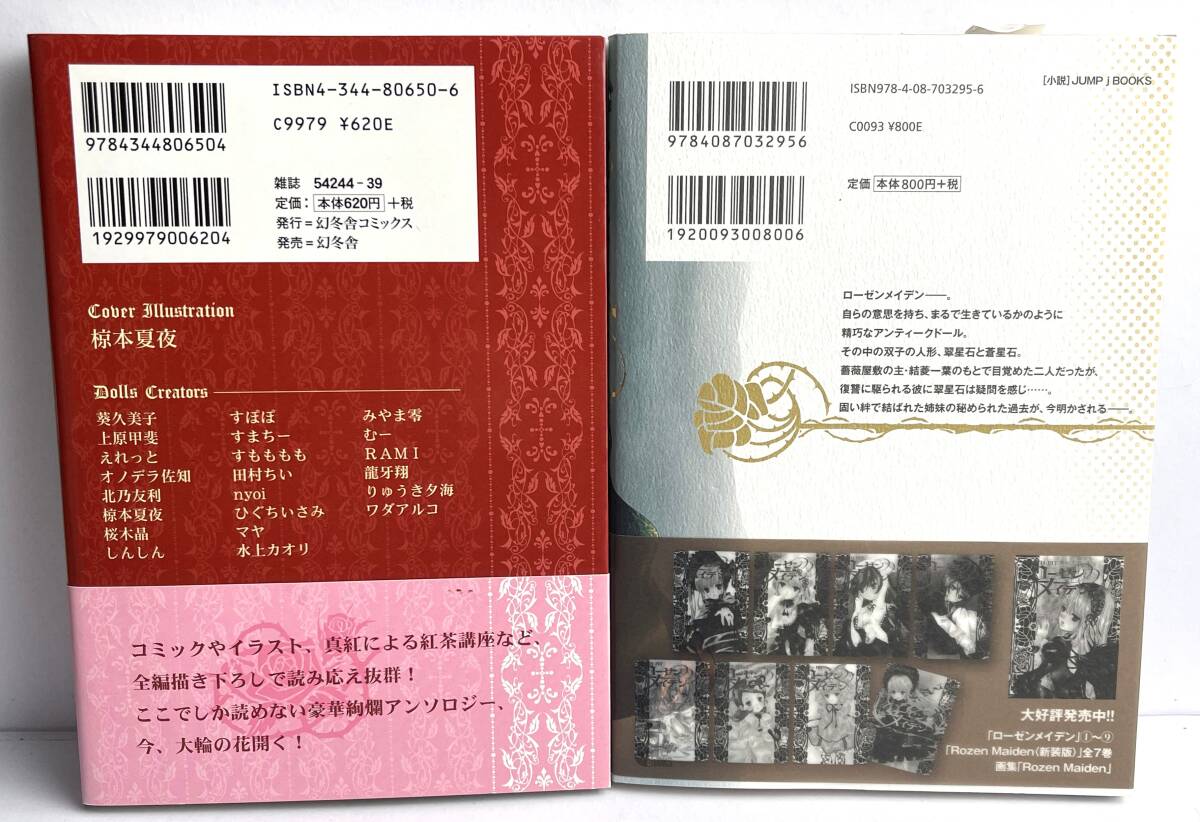 ISBN4-344-80650-6
C9979 ¥620E
9784344806504
雑誌 54244-39
定価：本体620円+税
発行＝幻冬舎コミックス
発売＝幻冬舎
1929979006204
Cover Illustration
椋本夏夜
Dolls Creators
葵久美子
上原甲斐
えれっと
オノデラ佐知
北乃友利
椋本夏夜
桜木晶
しんしん
すぽぽ
すまちー
すもももも
田村ちい
nyoi
ひぐちいさみ
マヤ
水上カオリ
みやま零
むー
RAMI
龍牙翔
りゅうき夕海
ワダアルコ
コミックやイラスト、真紅による紅茶講座など、
全編描き下ろしで読み応え抜群！
ここでしか読めない豪華絢爛アンソロジー、
今、大輪の花開く！
[小説]JUMP j BOOKS
ISBN978-4-08-703295-6
C0093 ¥800E
9784087032956
定価 本体800円+税
1920093008006
ローゼンメイデン――。
自らの意思を持ち、まるで生きているかのように
精巧なアンティークドール。
その中の双子の人形、翠星石と蒼星石。
薔薇屋敷の主・結菱一葉のもとで目覚めた二人だったが、
復讐に駆られる彼に翠星石は疑問を感じ……。
固い絆で結ばれた姉妹の秘められた過去が、今明かされる――。
大好評発売中!!
「ローゼンメイデン」①〜⑨
「Rozen Maiden〈新装版〉」全7巻
画集「Rozen Maiden」